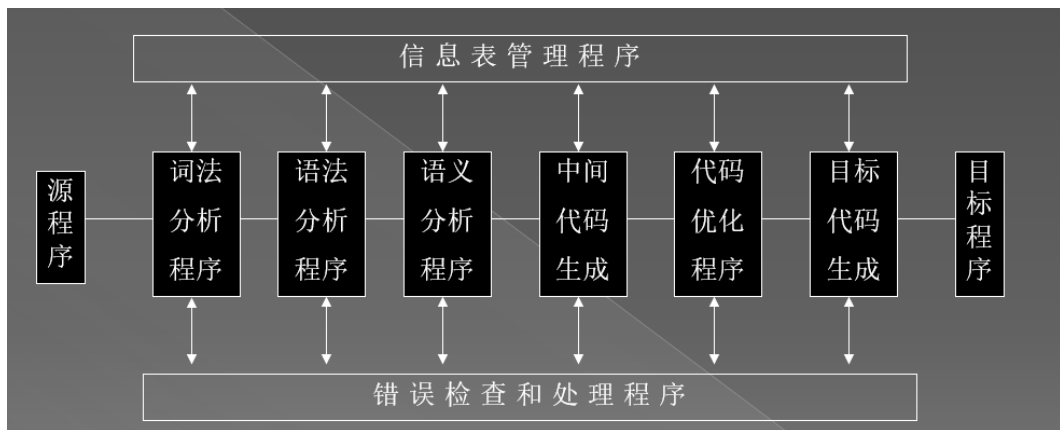 信息表管理程序
源程序
词法
分析
程序
语法
分析
程序
语义
分析
程序
中间
代码
生成
代码
优化
程序
目标
代码
生成
目标程序
错误检查和处理程序